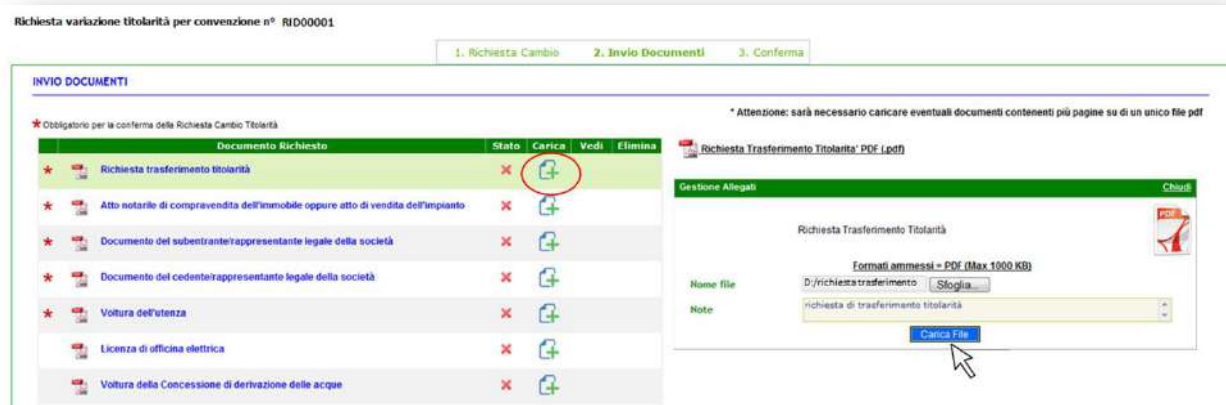 Richiesta variazione titolarità per convenzione n° RID00001
1. Richiesta Cambio 2. Invio Documenti 3. Conferma
INVIO DOCUMENTI
* Attenzione: sarà necessario caricare eventuali documenti contenenti più pagine su di un unico file pdf
* Obbligatorio per la conferma della Richiesta Cambio Titolarità
Documento Richiesto Stato Carica Vedi Elimina
* Richiesta trasferimento titolarità
* Atto notarile di compravendita dell'immobile oppure atto di vendita dell'impianto
* Documento del subentrante/rappresentante legale della società
* Documento del cedente/rappresentante legale della società
* Voltura dell'utenza
Licenza di officina elettrica
Voltura della Concessione di derivazione delle acque
Richiesta Trasferimento Titolarita' PDF (.pdf)
Gestione Allegati Chiudi
PDF
Richiesta Trasferimento Titolarità
Formati ammessi = PDF (Max 1000 KB)
Nome file D:/richiesta trasferimento Sfoglia...
Note richiesta di trasferimento titolarità
Carica File